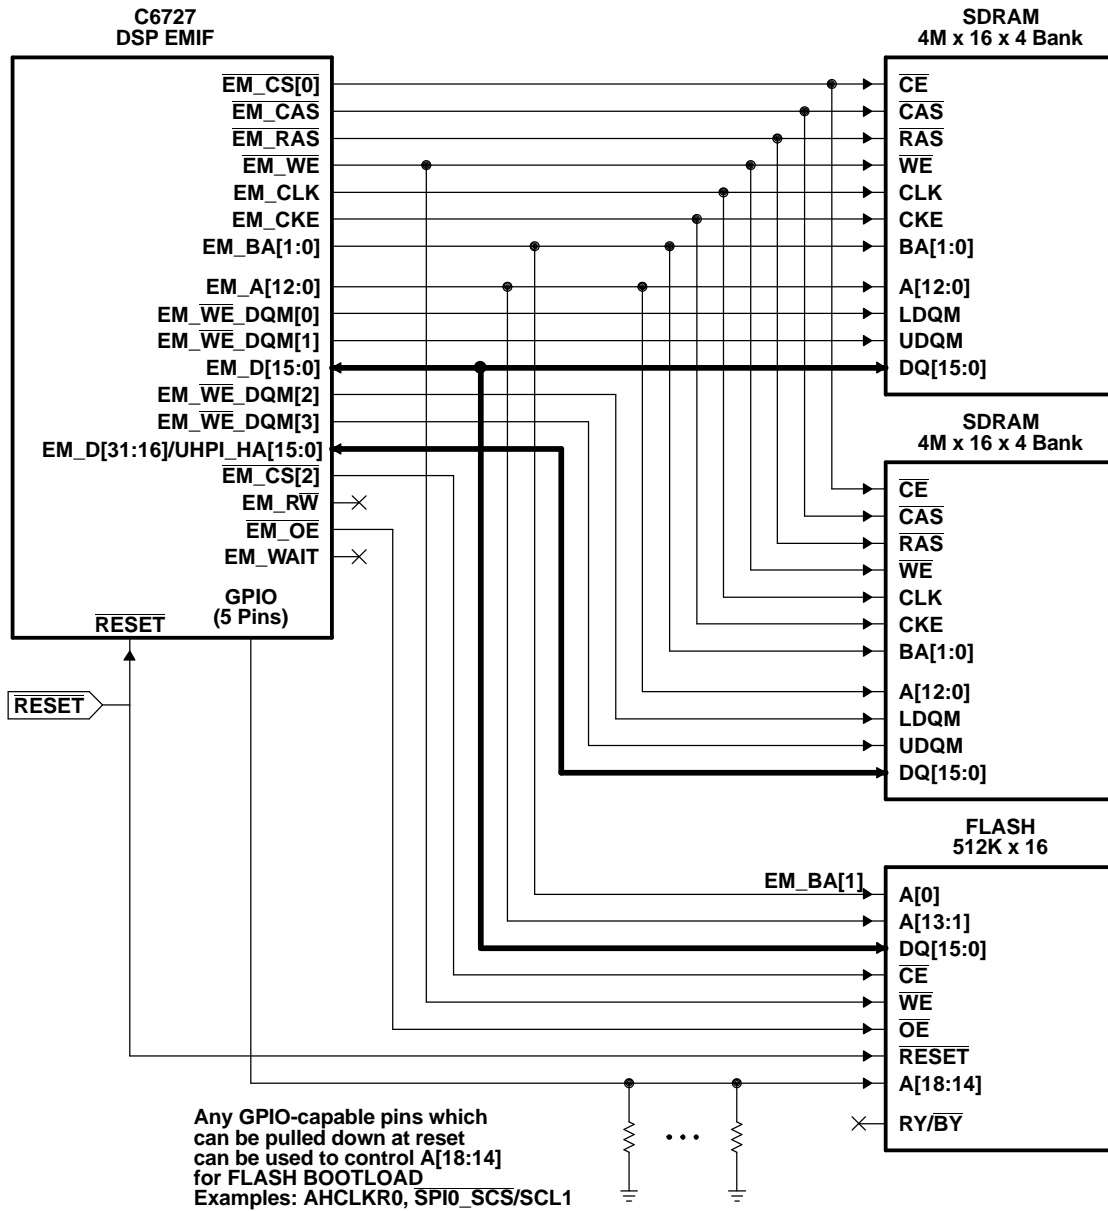 C6727
DSP EMIF
EM_CS[0]
EM_CAS
EM_RAS
EM_WE
EM_CLK
EM_CKE
EM_BA[1:0]
EM_A[12:0]
EM_WE_DQM[0]
EM_WE_DQM[1]
EM_D[15:0]
EM_WE_DQM[2]
EM_WE_DQM[3]
EM_D[31:16]/UHPI_HA[15:0]
EM_CS[2]
EM_RW
EM_OE
EM_WAIT
GPIO
(5 Pins)
RESET
RESET
SDRAM
4M x 16 x 4 Bank
CE
CAS
RAS
WE
CLK
CKE
BA[1:0]
A[12:0]
LDQM
UDQM
DQ[15:0]
SDRAM
4M x 16 x 4 Bank
CE
CAS
RAS
WE
CLK
CKE
BA[1:0]
A[12:0]
LDQM
UDQM
DQ[15:0]
FLASH
512K x 16
EM_BA[1]
A[0]
A[13:1]
DQ[15:0]
CE
WE
OE
RESET
A[18:14]
RY/BY
Any GPIO-capable pins which
can be pulled down at reset
can be used to control A[18:14]
for FLASH BOOTLOAD
Examples: AHCLKR0, SPI0_SCS/SCL1